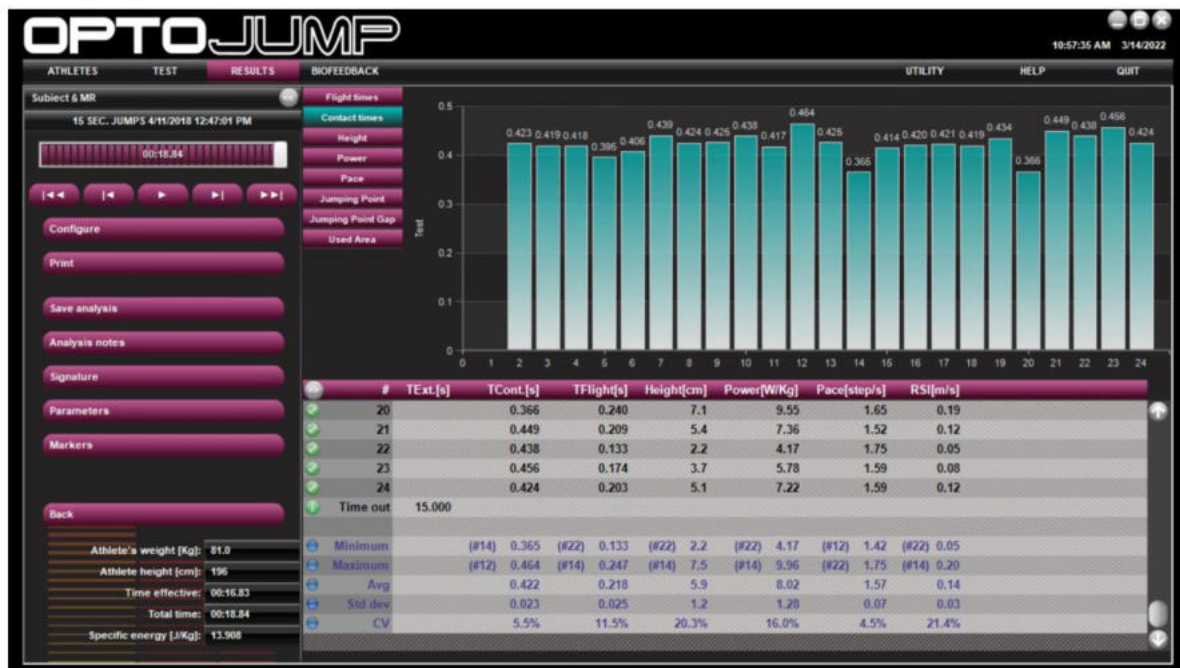 OPTOJUMP
10:57:35 AM 3/14/2022
ATHLETES TEST RESULTS BIOFEEDBACK UTILITY HELP QUIT
Subiect & MR
15 SEC. JUMPS 4/11/2018 12:47:01 PM
00:18.84
Configure
Print
Save analysis
Analysis notes
Signature
Parameters
Markers
Back
Athlete's weight [Kg]: 81.0
Athlete height [cm]: 196
Time effective: 00:16.83
Total time: 00:18.84
Specific energy [J/Kg]: 13.908
Flight times
Contact times
Height
Power
Pace
Jumping Point
Jumping Point Gap
Used Area
Test
0.5
0.4
0.3
0.2
0.1
0
0.423 0.419 0.418 0.395 0.406 0.439 0.424 0.425 0.438 0.417 0.464 0.425 0.365 0.414 0.420 0.421 0.419 0.434 0.366 0.449 0.438 0.456 0.424
0 1 2 3 4 5 6 7 8 9 10 11 12 13 14 15 16 17 18 19 20 21 22 23 24
# TExt.[s] TCont.[s] TFlight[s] Height[cm] Power[W/Kg] Pace[step/s] RSI[m/s]
20 0.366 0.240 7.1 9.55 1.65 0.19
21 0.449 0.209 5.4 7.36 1.52 0.12
22 0.438 0.133 2.2 4.17 1.75 0.05
23 0.456 0.174 3.7 5.78 1.59 0.08
24 0.424 0.203 5.1 7.22 1.59 0.12
Time out 15.000
Minimum (#14) 0.365 (#22) 0.133 (#22) 2.2 (#22) 4.17 (#12) 1.42 (#22) 0.05
Maximum (#12) 0.464 (#14) 0.247 (#14) 7.5 (#14) 9.96 (#22) 1.75 (#14) 0.20
Avg 0.422 0.218 5.9 8.02 1.57 0.14
Std dev 0.023 0.025 1.2 1.28 0.07 0.03
CV 5.5% 11.5% 20.3% 16.0% 4.5% 21.4%